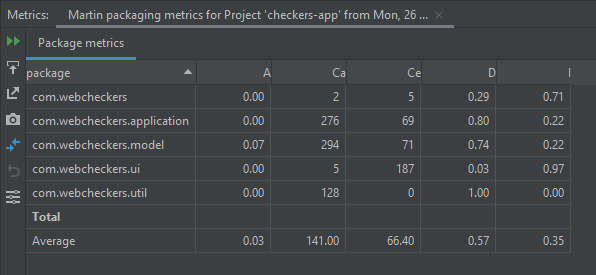 Metrics: Martin packaging metrics for Project 'checkers-app' from Mon, 26 ...
Package metrics
package A Ca Ce D I
com.webcheckers 0.00 2 5 0.29 0.71
com.webcheckers.application 0.00 276 69 0.80 0.22
com.webcheckers.model 0.07 294 71 0.74 0.22
com.webcheckers.ui 0.00 5 187 0.03 0.97
com.webcheckers.util 0.00 128 0 1.00 0.00
Total
Average 0.03 141.00 66.40 0.57 0.35